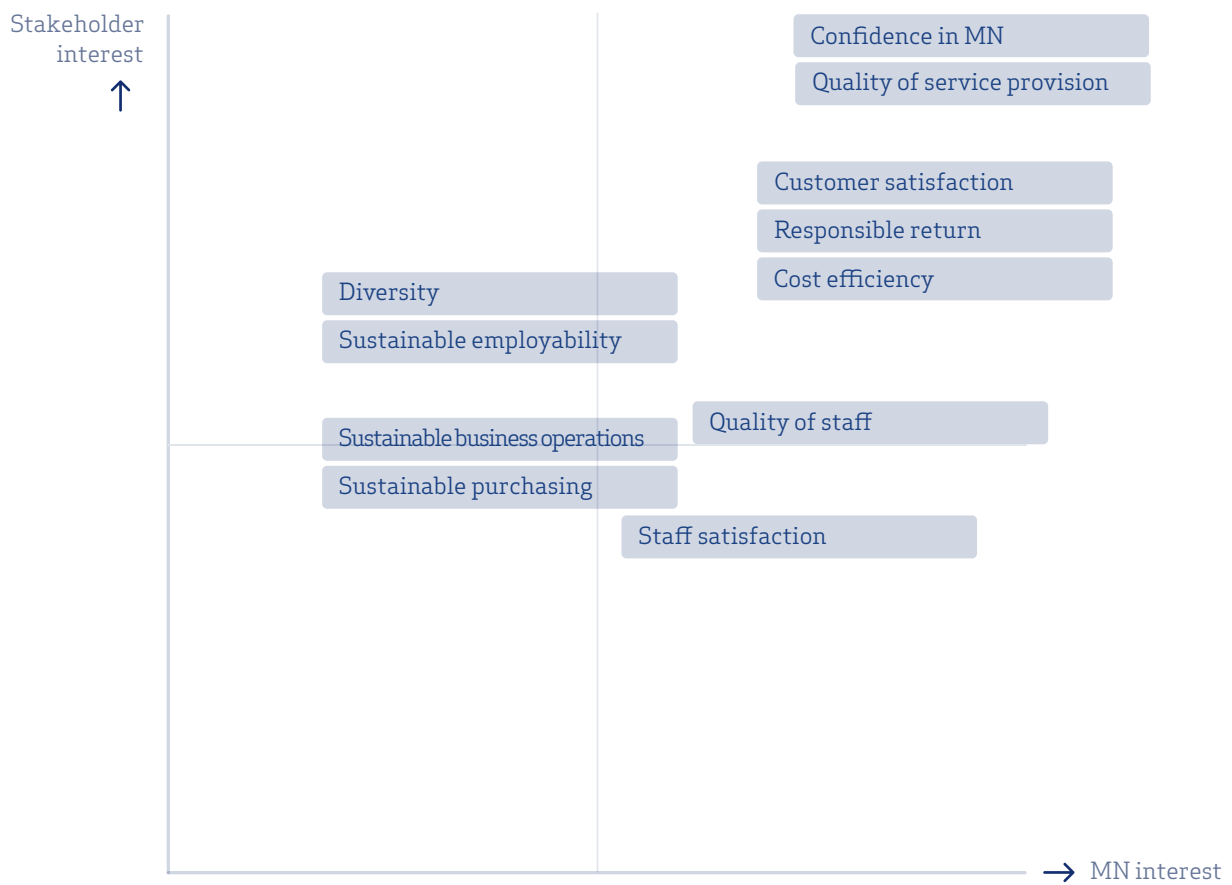 Stakeholder
interest
Confidence in MN
Quality of service provision
Customer satisfaction
Responsible return
Cost efficiency
Diversity
Sustainable employability
Quality of staff
Sustainable business operations
Sustainable purchasing
Staff satisfaction
MN interest